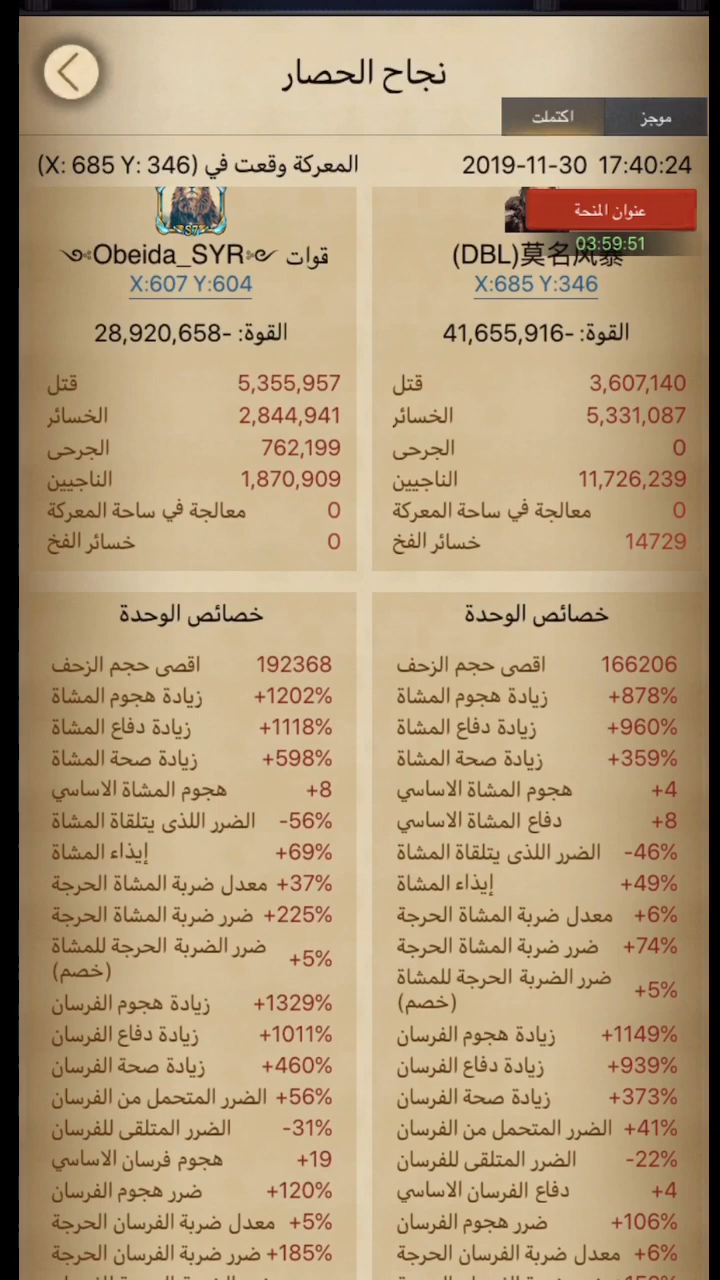 نجاح الحصار
موجز
اكتملت
2019-11-30 17:40:24
المعركة وقعت في (X: 685 Y: 346)
عنوان المنحة
03:59:51
(DBL)莫名风暴
X:685 Y:346
القوة: -41,655,916
قتل 3,607,140
الخسائر 5,331,087
الجرحى 0
الناجيين 11,726,239
معالجة في ساحة المعركة 0
خسائر الفخ 14729
خصائص الوحدة
اقصى حجم الزحف 166206
زيادة هجوم المشاة +878%
زيادة دفاع المشاة +960%
زيادة صحة المشاة +359%
هجوم المشاة الاساسي +4
دفاع المشاة الاساسي +8
الضرر اللذى يتلقاة المشاة -46%
إيذاء المشاة +49%
معدل ضربة المشاة الحرجة +6%
ضرر ضربة المشاة الحرجة +74%
ضرر الضربة الحرجة للمشاة
(خصم) +5%
زيادة هجوم الفرسان +1149%
زيادة دفاع الفرسان +939%
زيادة صحة الفرسان +373%
الضرر المتحمل من الفرسان +41%
الضرر المتلقى للفرسان -22%
دفاع الفرسان الاساسي +4
ضرر هجوم الفرسان +106%
معدل ضربة الفرسان الحرجة +6%
37
قوات ༺Obeida_SYR༻
X:607 Y:604
القوة: -28,920,658
قتل 5,355,957
الخسائر 2,844,941
الجرحى 762,199
الناجيين 1,870,909
معالجة في ساحة المعركة 0
خسائر الفخ 0
خصائص الوحدة
اقصى حجم الزحف 192368
زيادة هجوم المشاة +1202%
زيادة دفاع المشاة +1118%
زيادة صحة المشاة +598%
هجوم المشاة الاساسي +8
الضرر اللذى يتلقاة المشاة -56%
إيذاء المشاة +69%
معدل ضربة المشاة الحرجة +37%
ضرر ضربة المشاة الحرجة +225%
ضرر الضربة الحرجة للمشاة
(خصم) +5%
زيادة هجوم الفرسان +1329%
زيادة دفاع الفرسان +1011%
زيادة صحة الفرسان +460%
الضرر المتحمل من الفرسان +56%
الضرر المتلقى للفرسان -31%
هجوم فرسان الاساسي +19
ضرر هجوم الفرسان +120%
معدل ضربة الفرسان الحرجة +5%
ضرر ضربة الفرسان الحرجة +185%